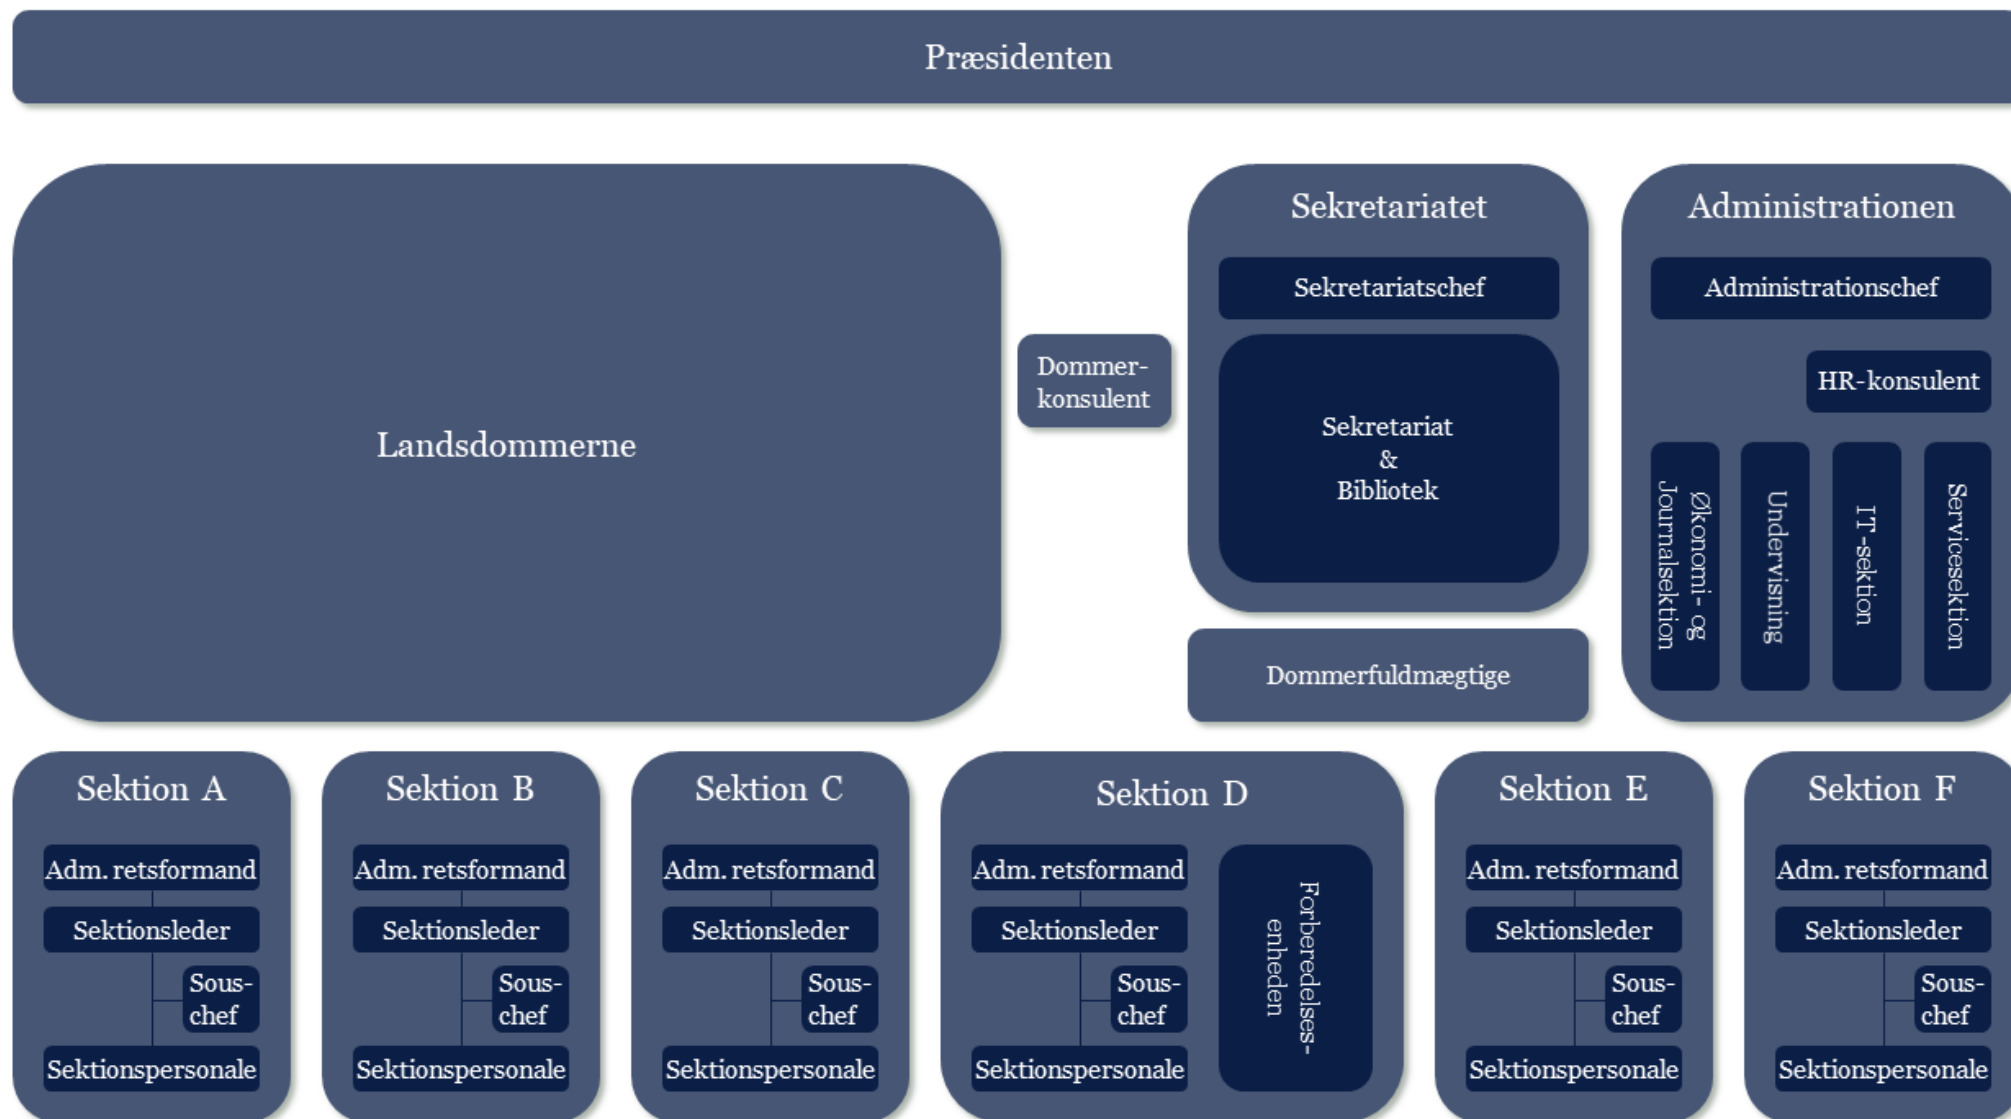 Præsidenten
Landsdommerne
Dommer-
konsulent
Sekretariatet
Sekretariatschef
Sekretariat
&
Bibliotek
Dommerfuldmægtige
Administrationen
Administrationschef
HR-konsulent
Økonomi- og
Journalsektion
Undervisning
IT-sektion
Servicesektion
Sektion A
Adm. retsformand
Sektionsleder
Sous-
chef
Sektionspersonale
Sektion B
Adm. retsformand
Sektionsleder
Sous-
chef
Sektionspersonale
Sektion C
Adm. retsformand
Sektionsleder
Sous-
chef
Sektionspersonale
Sektion D
Adm. retsformand
Sektionsleder
Sous-
chef
Sektionspersonale
Forberedelses-
enheden
Sektion E
Adm. retsformand
Sektionsleder
Sous-
chef
Sektionspersonale
Sektion F
Adm. retsformand
Sektionsleder
Sous-
chef
Sektionspersonale